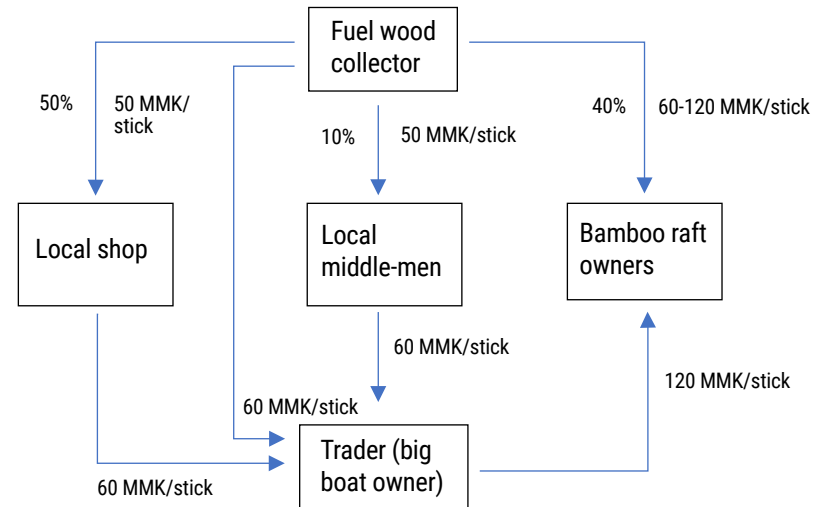 Fuel wood
collector
50%
50 MMK/
stick
10%
50 MMK/stick
40%
60-120 MMK/stick
Local shop
Local
middle-men
Bamboo raft
owners
60 MMK/stick
120 MMK/stick
60 MMK/stick
Trader (big
boat owner)
60 MMK/stick